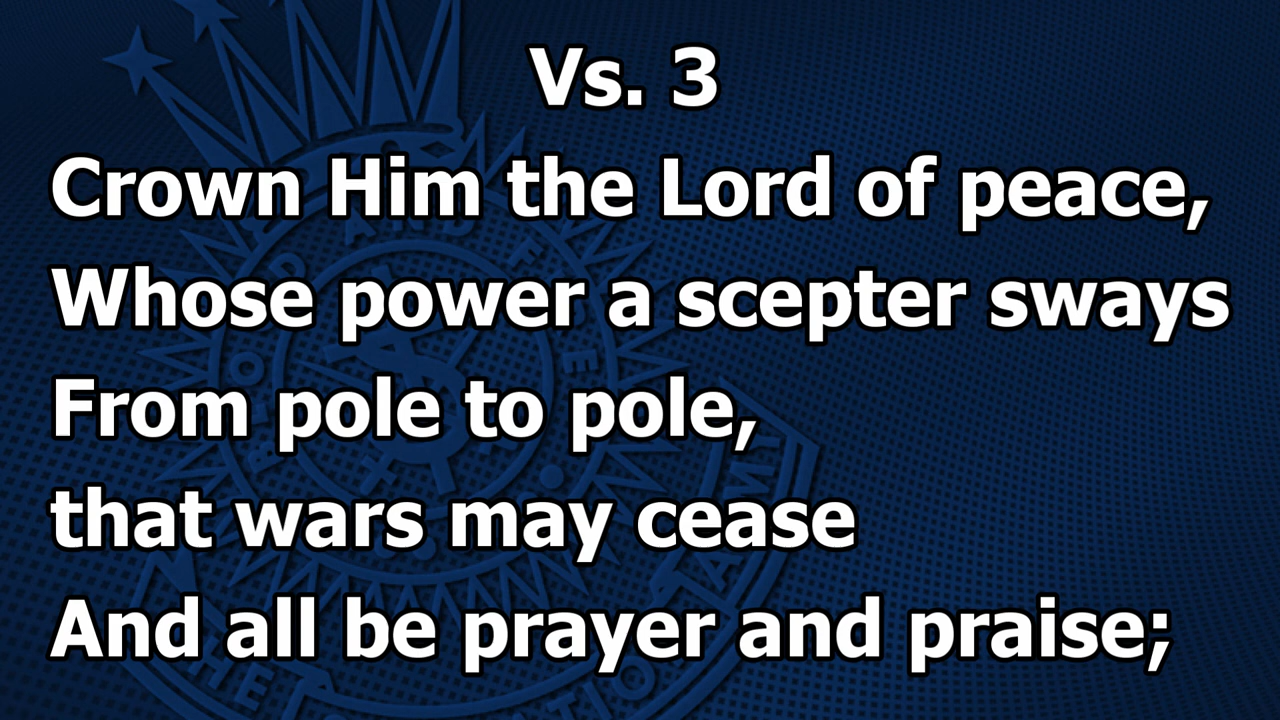 Vs. 3
Crown Him the Lord of peace,
Whose power a scepter sways
From pole to pole,
that wars may cease
And all be prayer and praise;